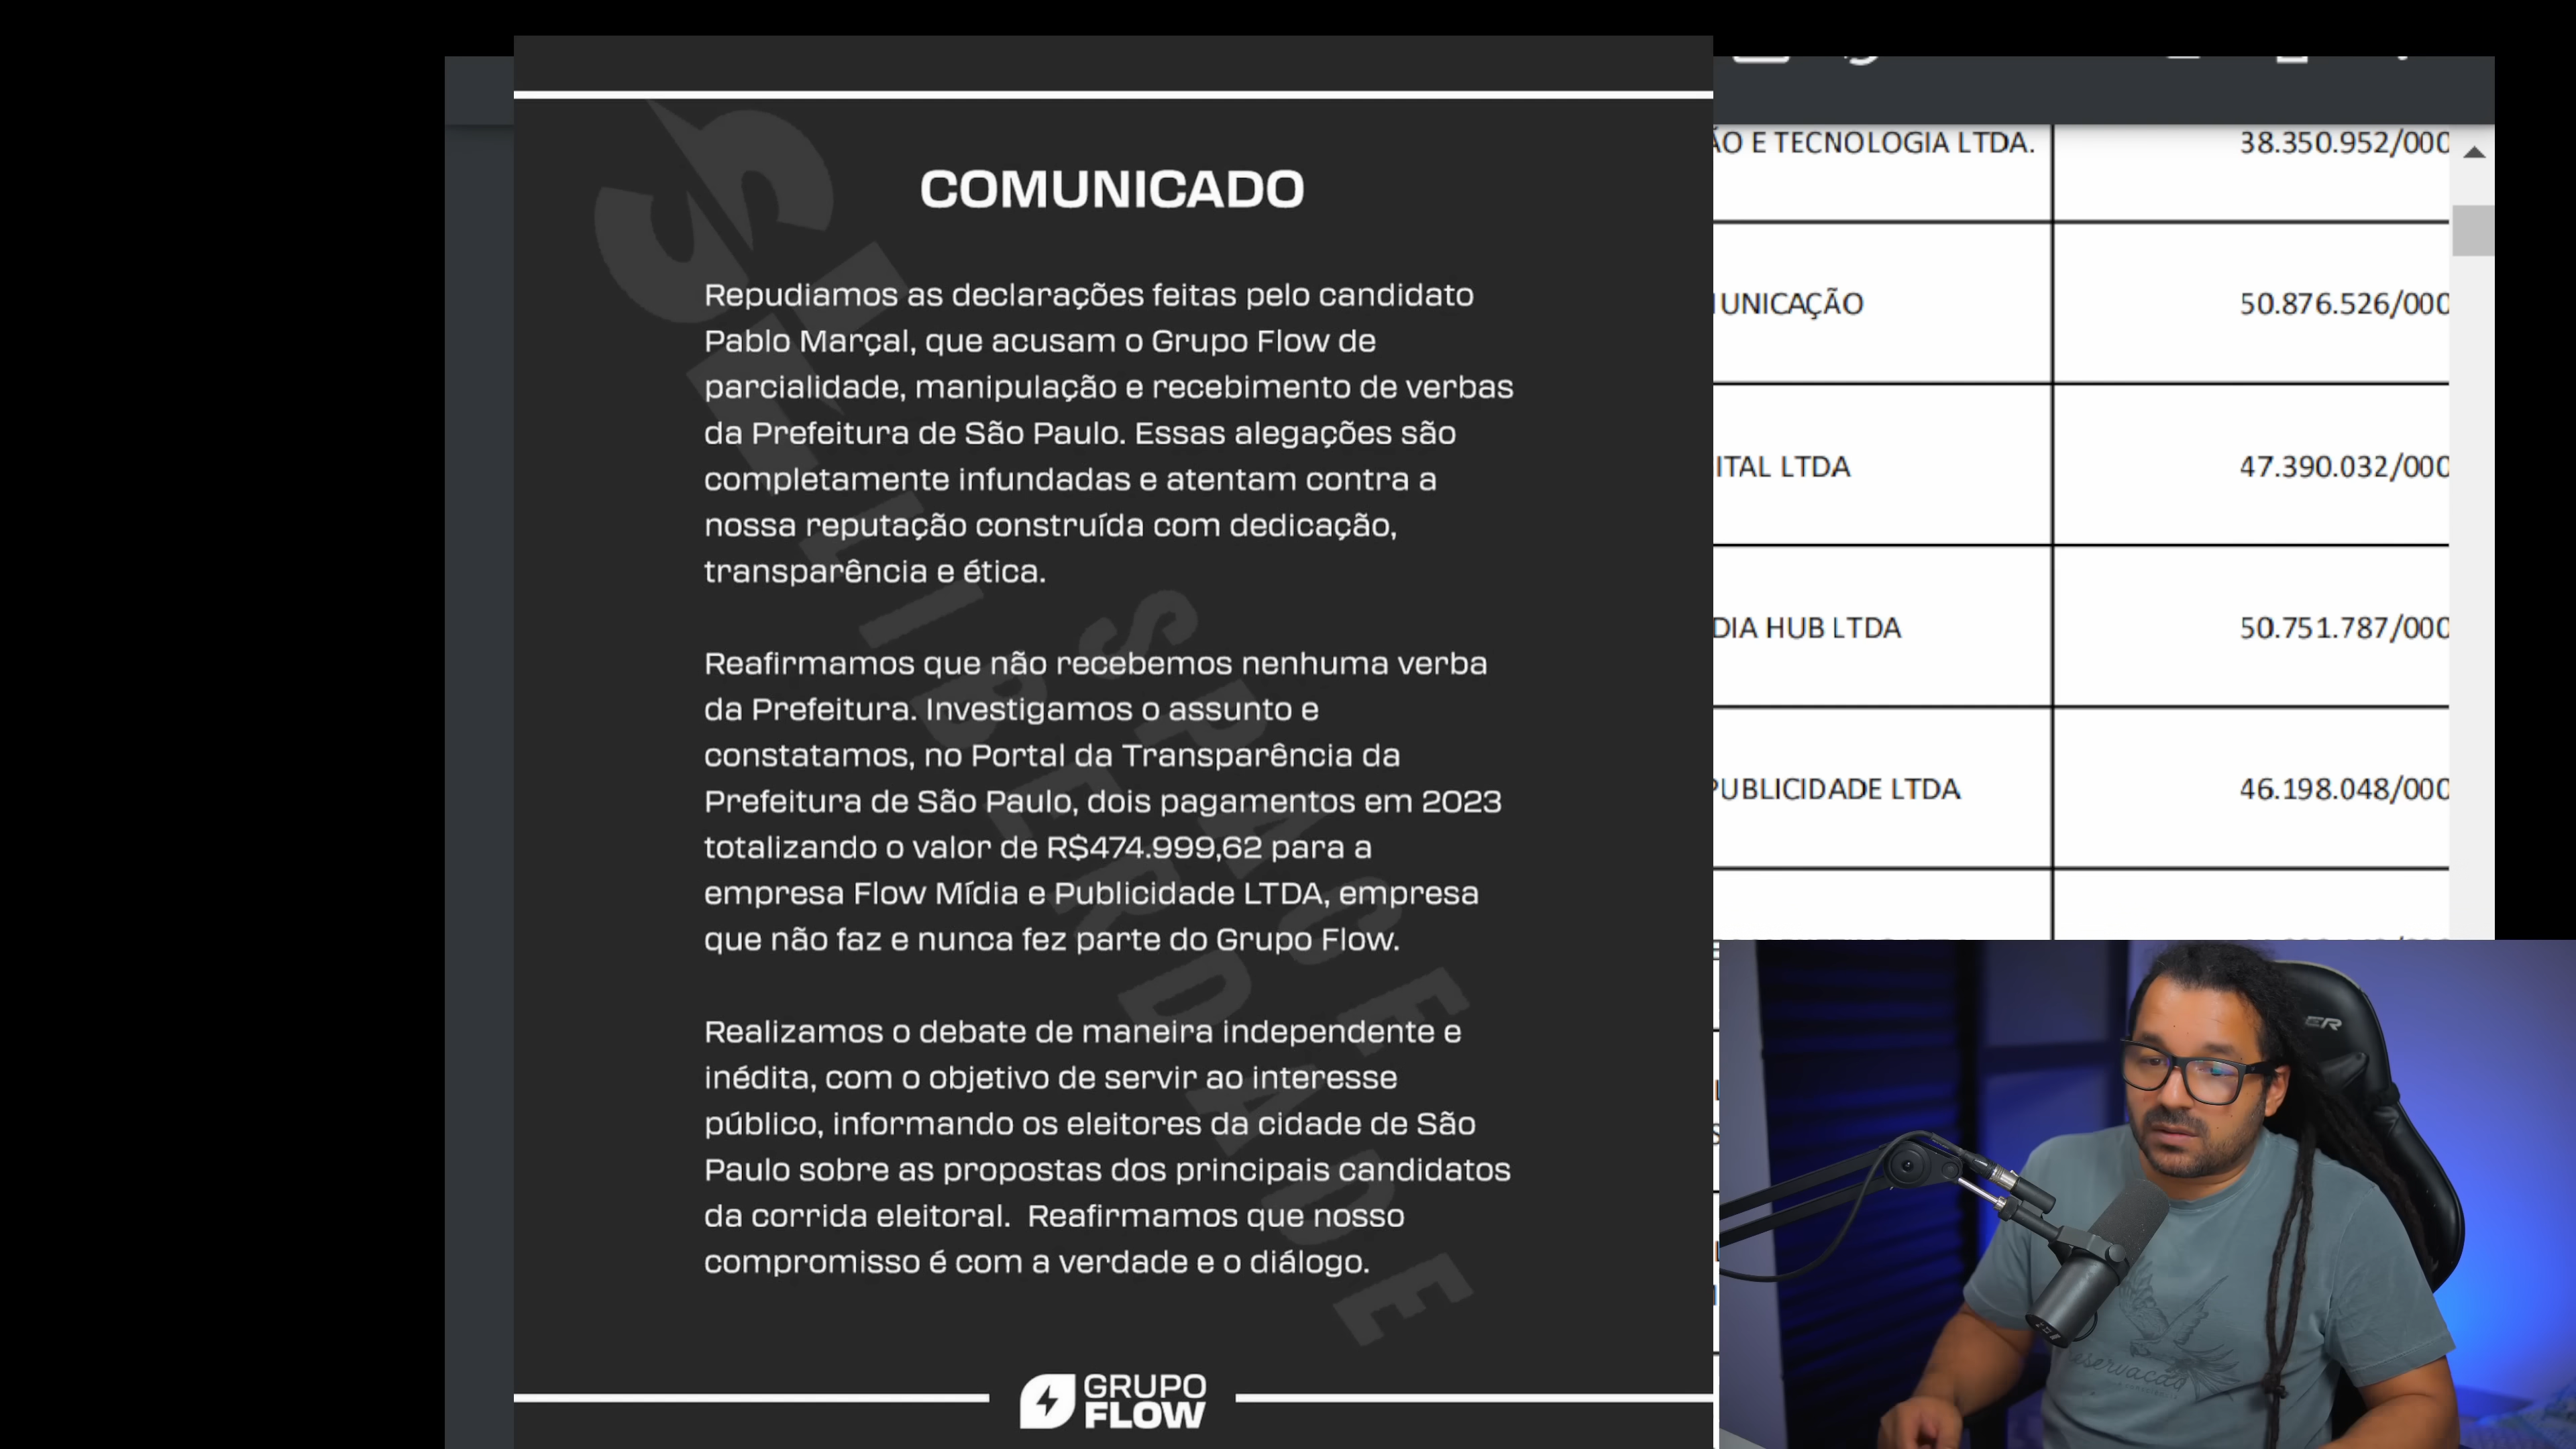 COMUNICADO
Repudiamos as declarações feitas pelo candidato
Pablo Marçal, que acusam o Grupo Flow de
parcialidade, manipulação e recebimento de verbas
da Prefeitura de São Paulo. Essas alegações são
completamente infundadas e atentam contra a
nossa reputação construída com dedicação,
transparência e ética.
Reafirmamos que não recebemos nenhuma verba
da Prefeitura. Investigamos o assunto e
constatamos, no Portal da Transparência da
Prefeitura de São Paulo, dois pagamentos em 2023
totalizando o valor de R$474.999,62 para a
empresa Flow Mídia e Publicidade LTDA, empresa
que não faz e nunca fez parte do Grupo Flow.
Realizamos o debate de maneira independente e
inédita, com o objetivo de servir ao interesse
público, informando os eleitores da cidade de São
Paulo sobre as propostas dos principais candidatos
da corrida eleitoral. Reafirmamos que nosso
compromisso é com a verdade e o diálogo.
GRUPO
FLOW
SPACE
LIBERDADE
ÃO E TECNOLOGIA LTDA. 38.350.952/000
UNICAÇÃO 50.876.526/000
ITAL LTDA 47.390.032/000
DIA HUB LTDA 50.751.787/000
PUBLICIDADE LTDA 46.198.048/000